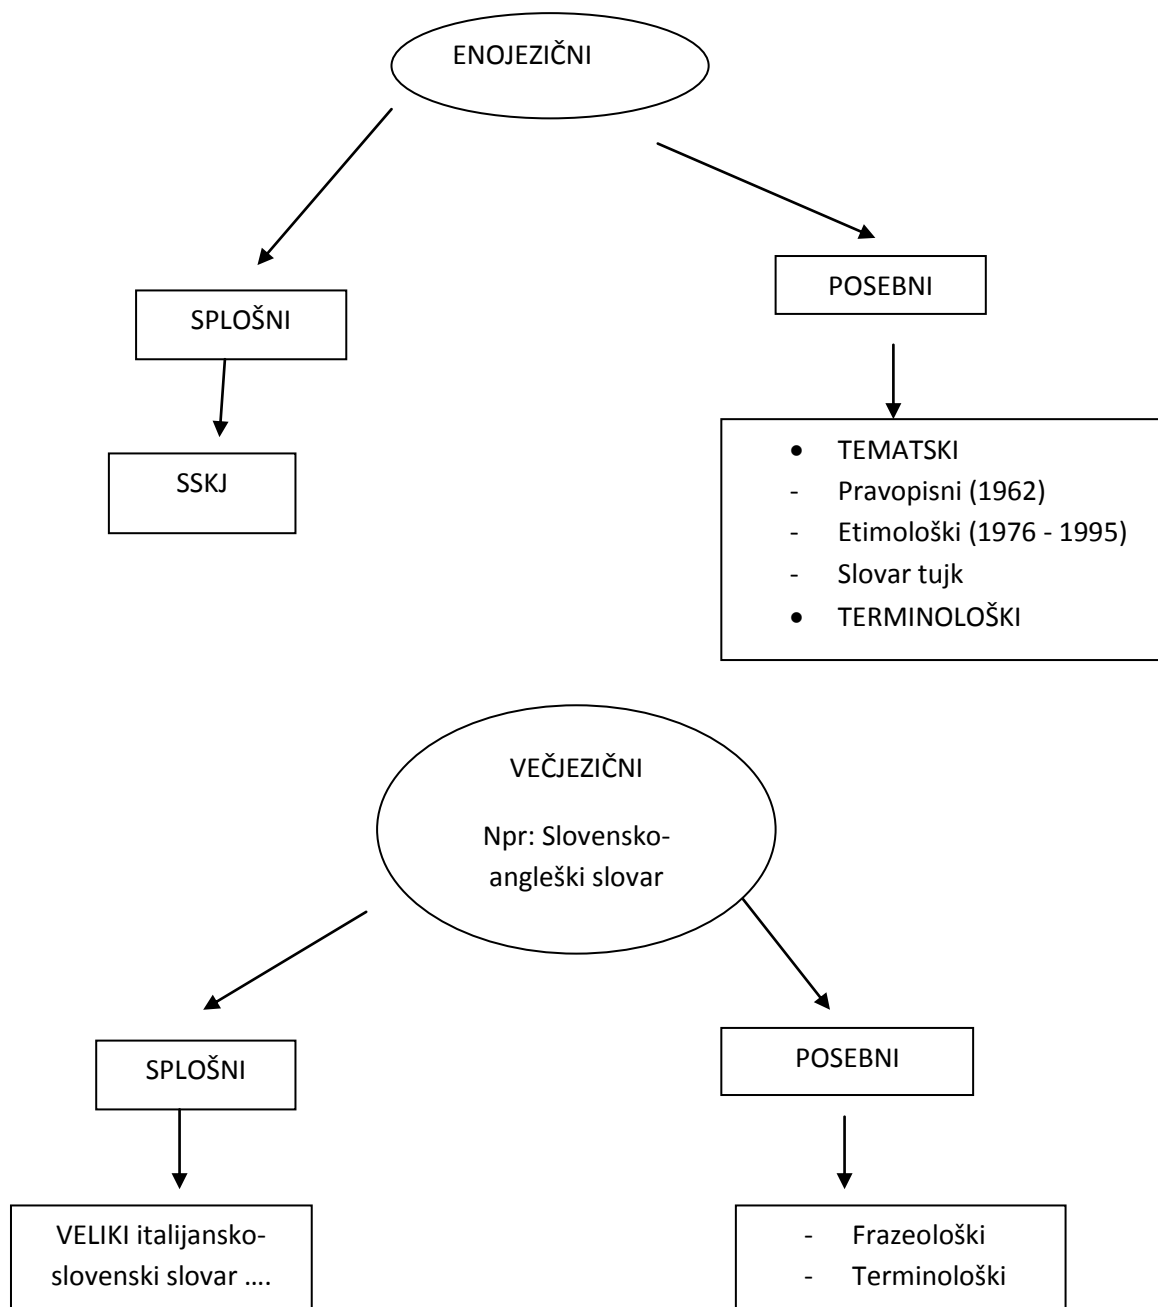 ENOJEZIČNI
SPLOŠNI
POSEBNI
SSKJ
● TEMATSKI
- Pravopisni (1962)
- Etimološki (1976 - 1995)
- Slovar tujk
● TERMINOLOŠKI
VEČJEZIČNI
Npr: Slovensko-
angleški slovar
SPLOŠNI
POSEBNI
VELIKI italijansko-
slovenski slovar ....
- Frazeološki
- Terminološki